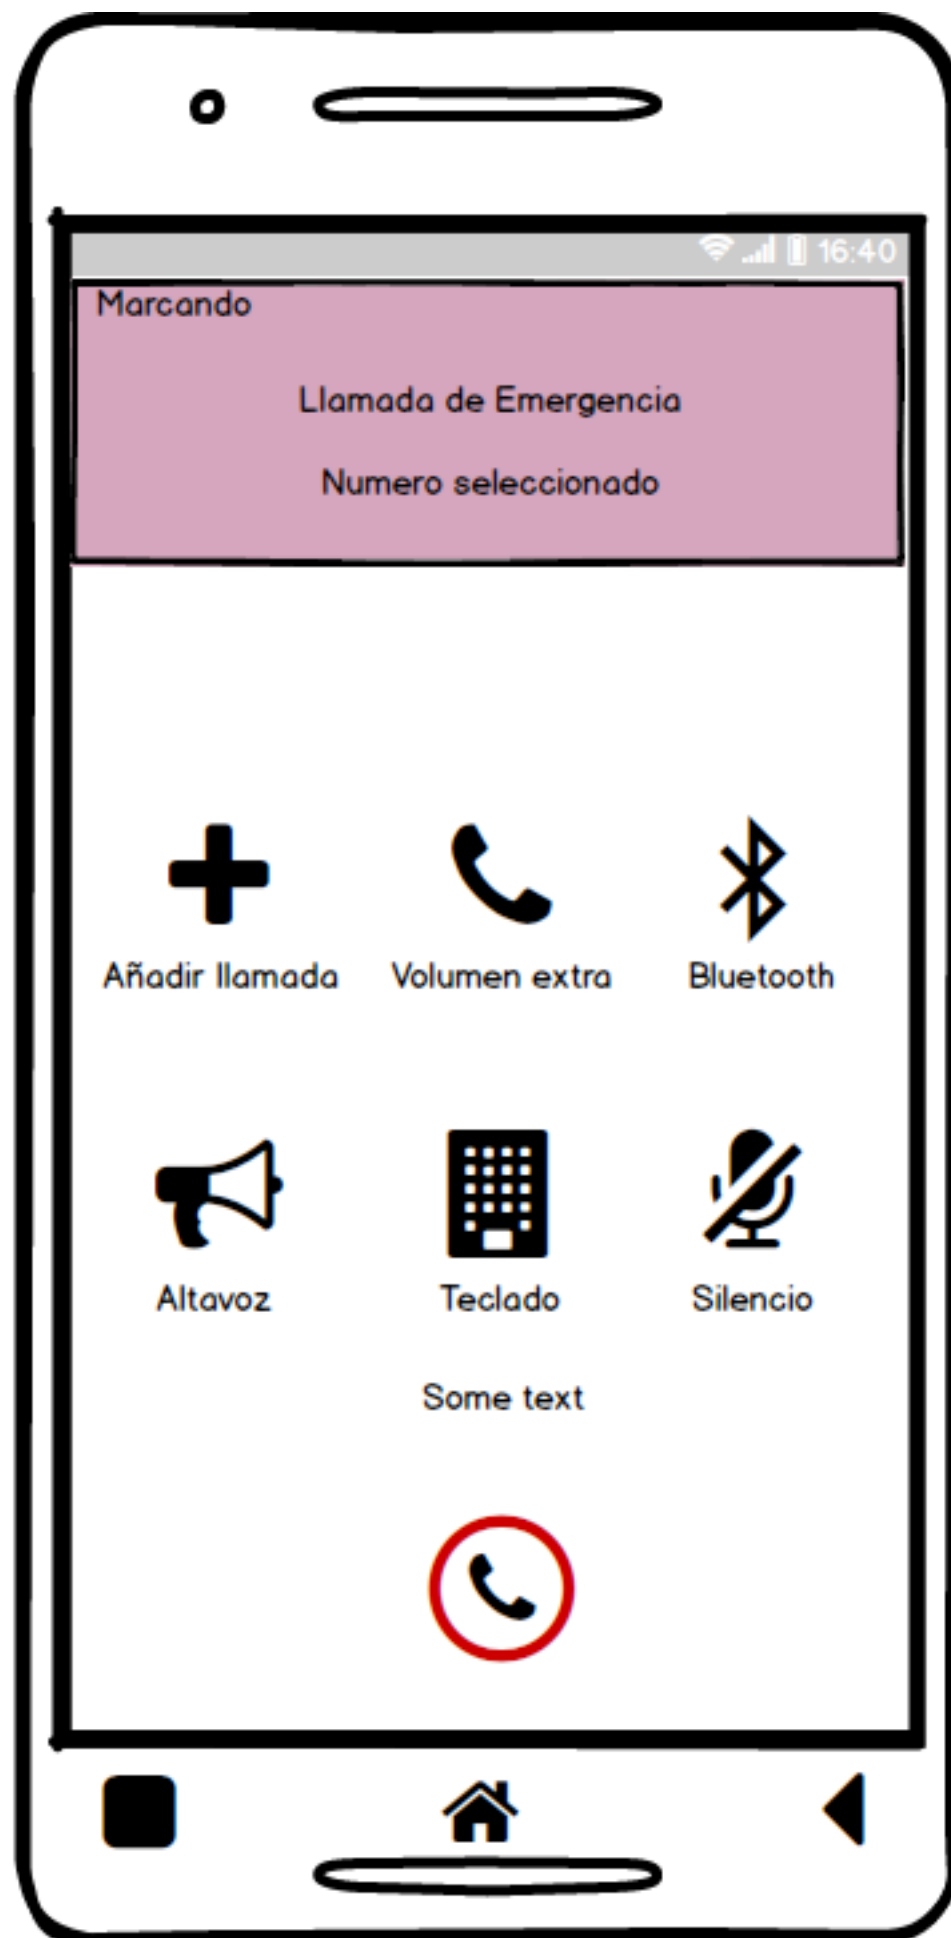 16:40
Marcando
Llamada de Emergencia
Numero seleccionado
Añadir llamada Volumen extra Bluetooth
Altavoz Teclado Silencio
Some text